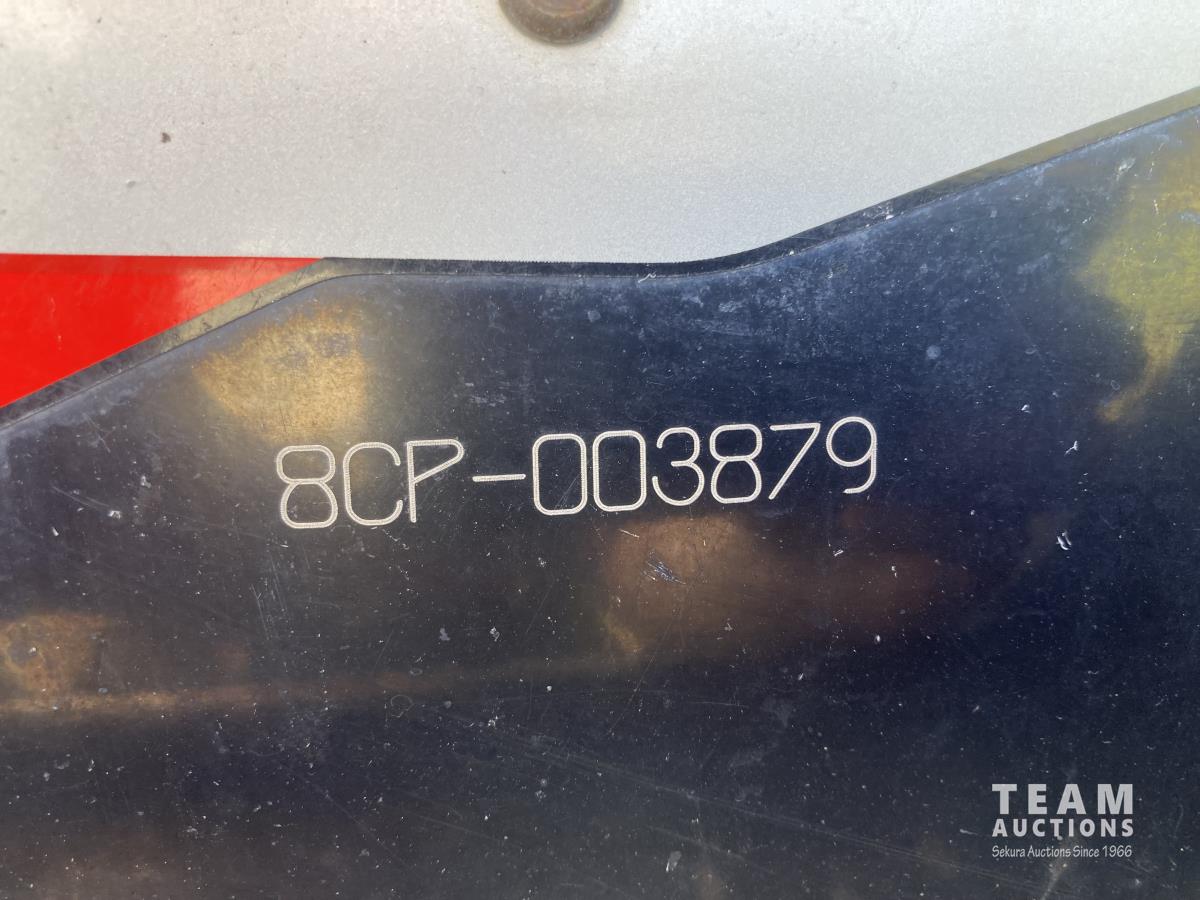 8CP-003879
TEAM
AUCTIONS
Sekura Auctions Since 1966